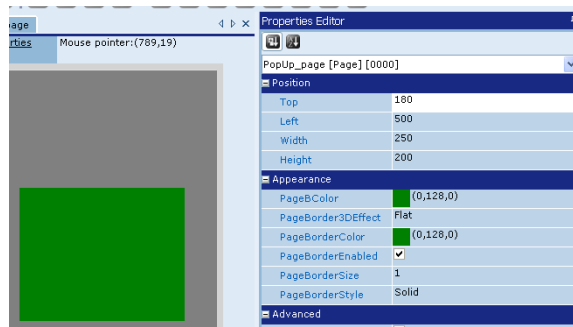 page
Properties Editor
rties
Mouse pointer:(789,19)
PopUp_page [Page] [0000]
Position
Top 180
Left 500
Width 250
Height 200
Appearance
PageBColor (0,128,0)
PageBorder3DEffect Flat
PageBorderColor (0,128,0)
PageBorderEnabled
PageBorderSize 1
PageBorderStyle Solid
Advanced